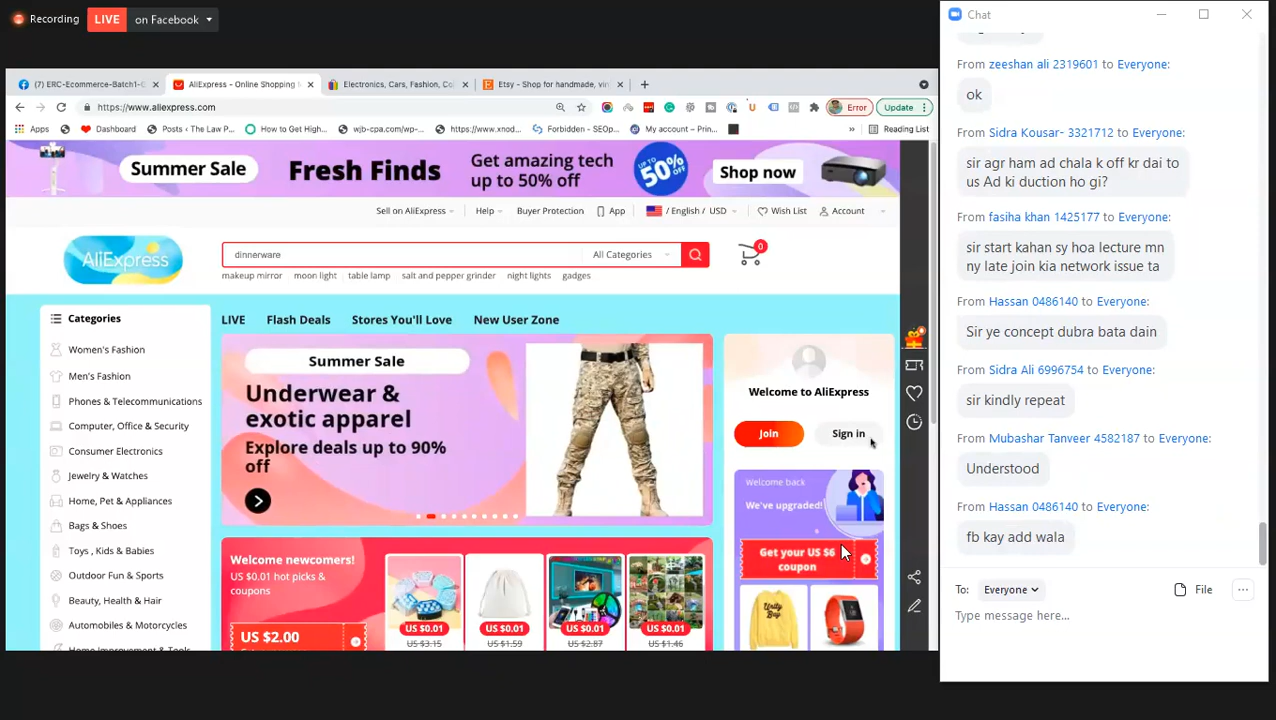 Recording
LIVE
on Facebook
(7) ERC-Ecommerce-Batch1-
AliExpress - Online Shopping
Electronics, Cars, Fashion, Co
Etsy - Shop for handmade, vin
https://www.aliexpress.com
Error
Update
Apps
Dashboard
Posts ‹ The Law P...
How to Get High...
wjb-cpa.com/wp-...
https://www.xnod...
Forbidden - SEOp...
My account – Prin...
»
Reading List
Summer Sale
Fresh Finds
Get amazing tech
up to 50% off
UP TO
50%
Shop now
Sell on AliExpress
Help
Buyer Protection
App
/ English / USD
Wish List
Account
AliExpress
dinnerware
All Categories
0
makeup mirror
moon light
table lamp
salt and pepper grinder
night lights
gadgets
Categories
Women's Fashion
Men's Fashion
Phones & Telecommunications
Computer, Office & Security
Consumer Electronics
Jewelry & Watches
Home, Pet & Appliances
Bags & Shoes
Toys , Kids & Babies
Outdoor Fun & Sports
Beauty, Health & Hair
Automobiles & Motorcycles
Home Improvement & Tools
LIVE
Flash Deals
Stores You'll Love
New User Zone
Summer Sale
Underwear &
exotic apparel
Explore deals up to 90%
off
Welcome newcomers!
US $0.01 hot picks &
coupons
US $2.00
US $0.01
US $3.15
US $0.01
US $1.59
US $0.01
US $2.87
US $0.01
US $1.46
Welcome to AliExpress
Join
Sign in
Welcome back
We've upgraded!
Get your US $6
coupon
Chat
From zeeshan ali 2319601 to Everyone:
ok
From Sidra Kousar- 3321712 to Everyone:
sir agr ham ad chala k off kr dai to
us Ad ki duction ho gi?
From fasiha khan 1425177 to Everyone:
sir start kahan sy hoa lecture mn
ny late join kia network issue ta
From Hassan 0486140 to Everyone:
Sir ye concept dubra bata dain
From Sidra Ali 6996754 to Everyone:
sir kindly repeat
From Mubashar Tanveer 4582187 to Everyone:
Understood
From Hassan 0486140 to Everyone:
fb kay add wala
To:
Everyone
File
Type message here...